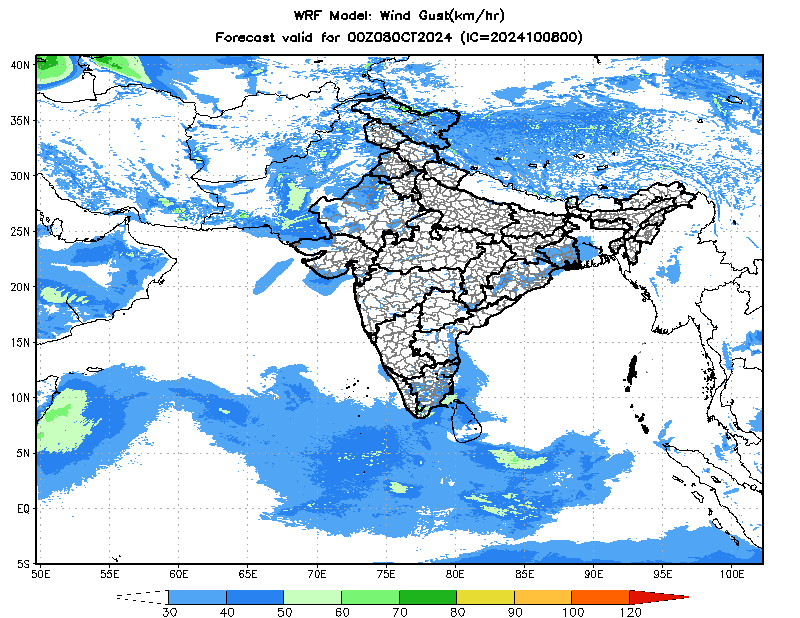 WRF Model: Wind Gust(km/hr)
Forecast valid for 00Z08OCT2024 (IC=2024100800)
40N
35N
30N
25N
20N
15N
10N
5N
EQ
5S
50E 55E 60E 65E 70E 75E 80E 85E 90E 95E 100E
30 40 50 60 70 80 90 100 120